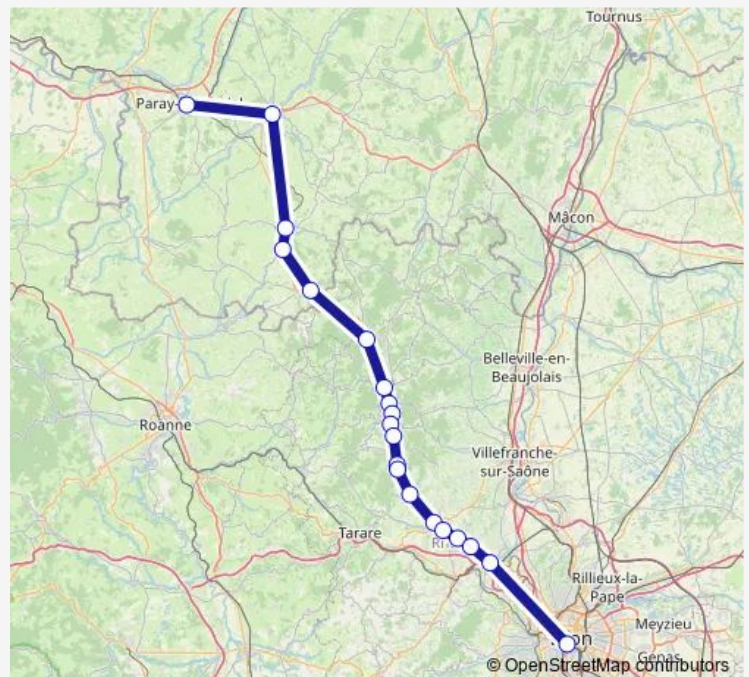 Tournus
Paray-
Mâcon
Belleville-en-
Beaujolais
Roanne
Villefranche-
sur-Saône
Tarare
Rillieux-la-
Pape
Meyzieu
Genas
© OpenStreetMap contributors